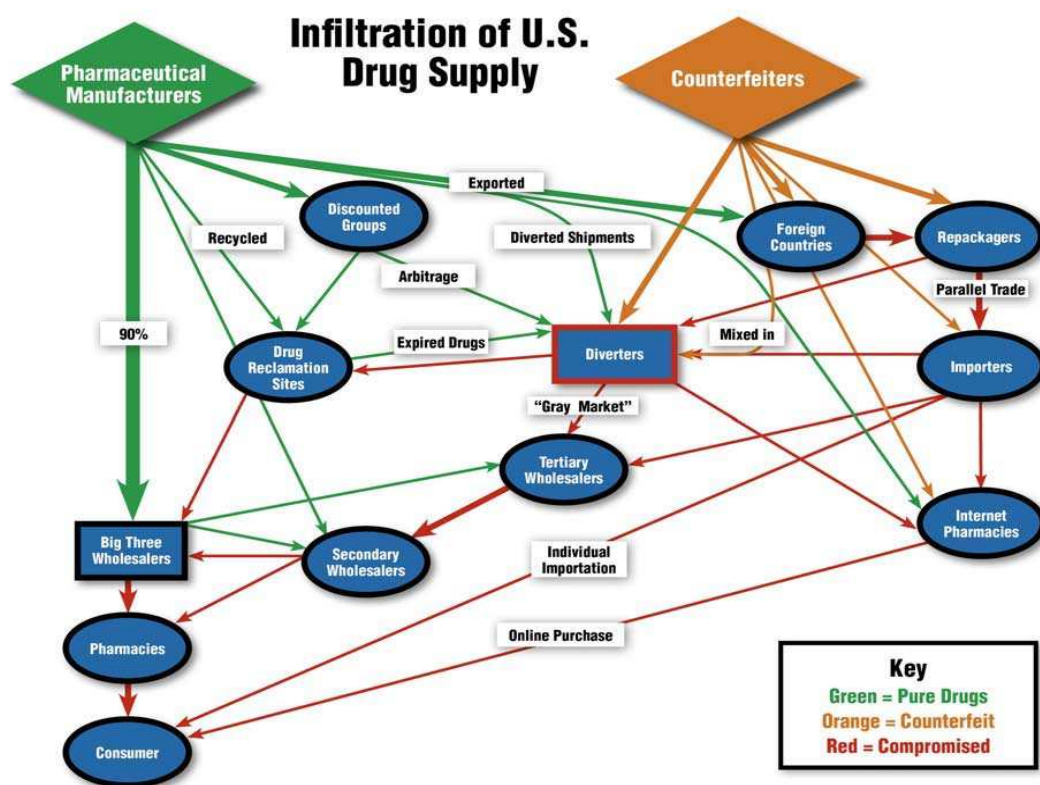 Infiltration of U.S.
Drug Supply
Pharmaceutical
Manufacturers
Counterfeiters
Exported
Discounted
Groups
Foreign
Countries
Repackagers
Recycled
Diverted Shipments
Arbitrage
Parallel Trade
90%
Expired Drugs
Mixed in
Drug
Reclamation
Sites
Diverters
Importers
“Gray Market”
Tertiary
Wholesalers
Internet
Pharmacies
Big Three
Wholesalers
Secondary
Wholesalers
Individual
Importation
Pharmacies
Online Purchase
Consumer
Key
Green = Pure Drugs
Orange = Counterfeit
Red = Compromised